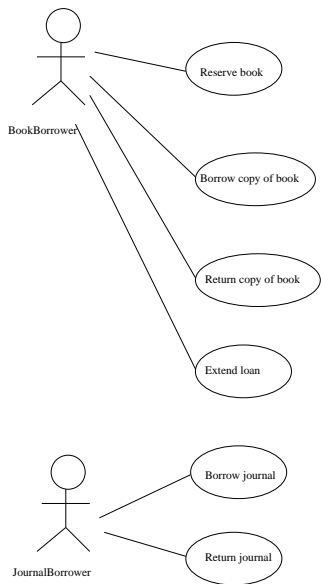 Reserve book
BookBorrower
Borrow copy of book
Return copy of book
Extend loan
Borrow journal
Return journal
JournalBorrower